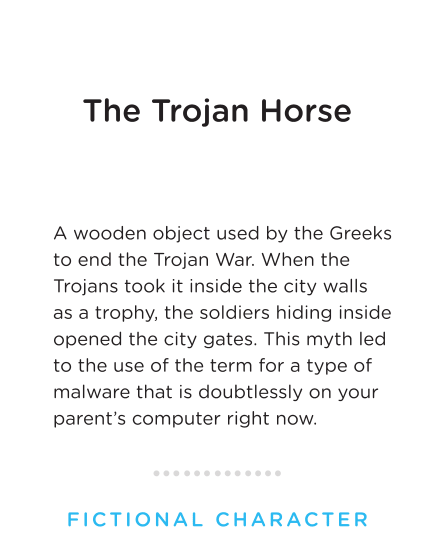 The Trojan Horse
A wooden object used by the Greeks
to end the Trojan War. When the
Trojans took it inside the city walls
as a trophy, the soldiers hiding inside
opened the city gates. This myth led
to the use of the term for a type of
malware that is doubtlessly on your
parent’s computer right now.
FICTIONAL CHARACTER